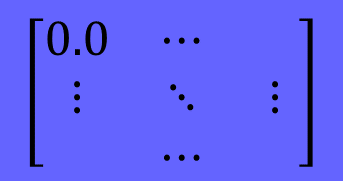 [0.0 ⋯
⋮ ⋱ ⋮
⋯ ]